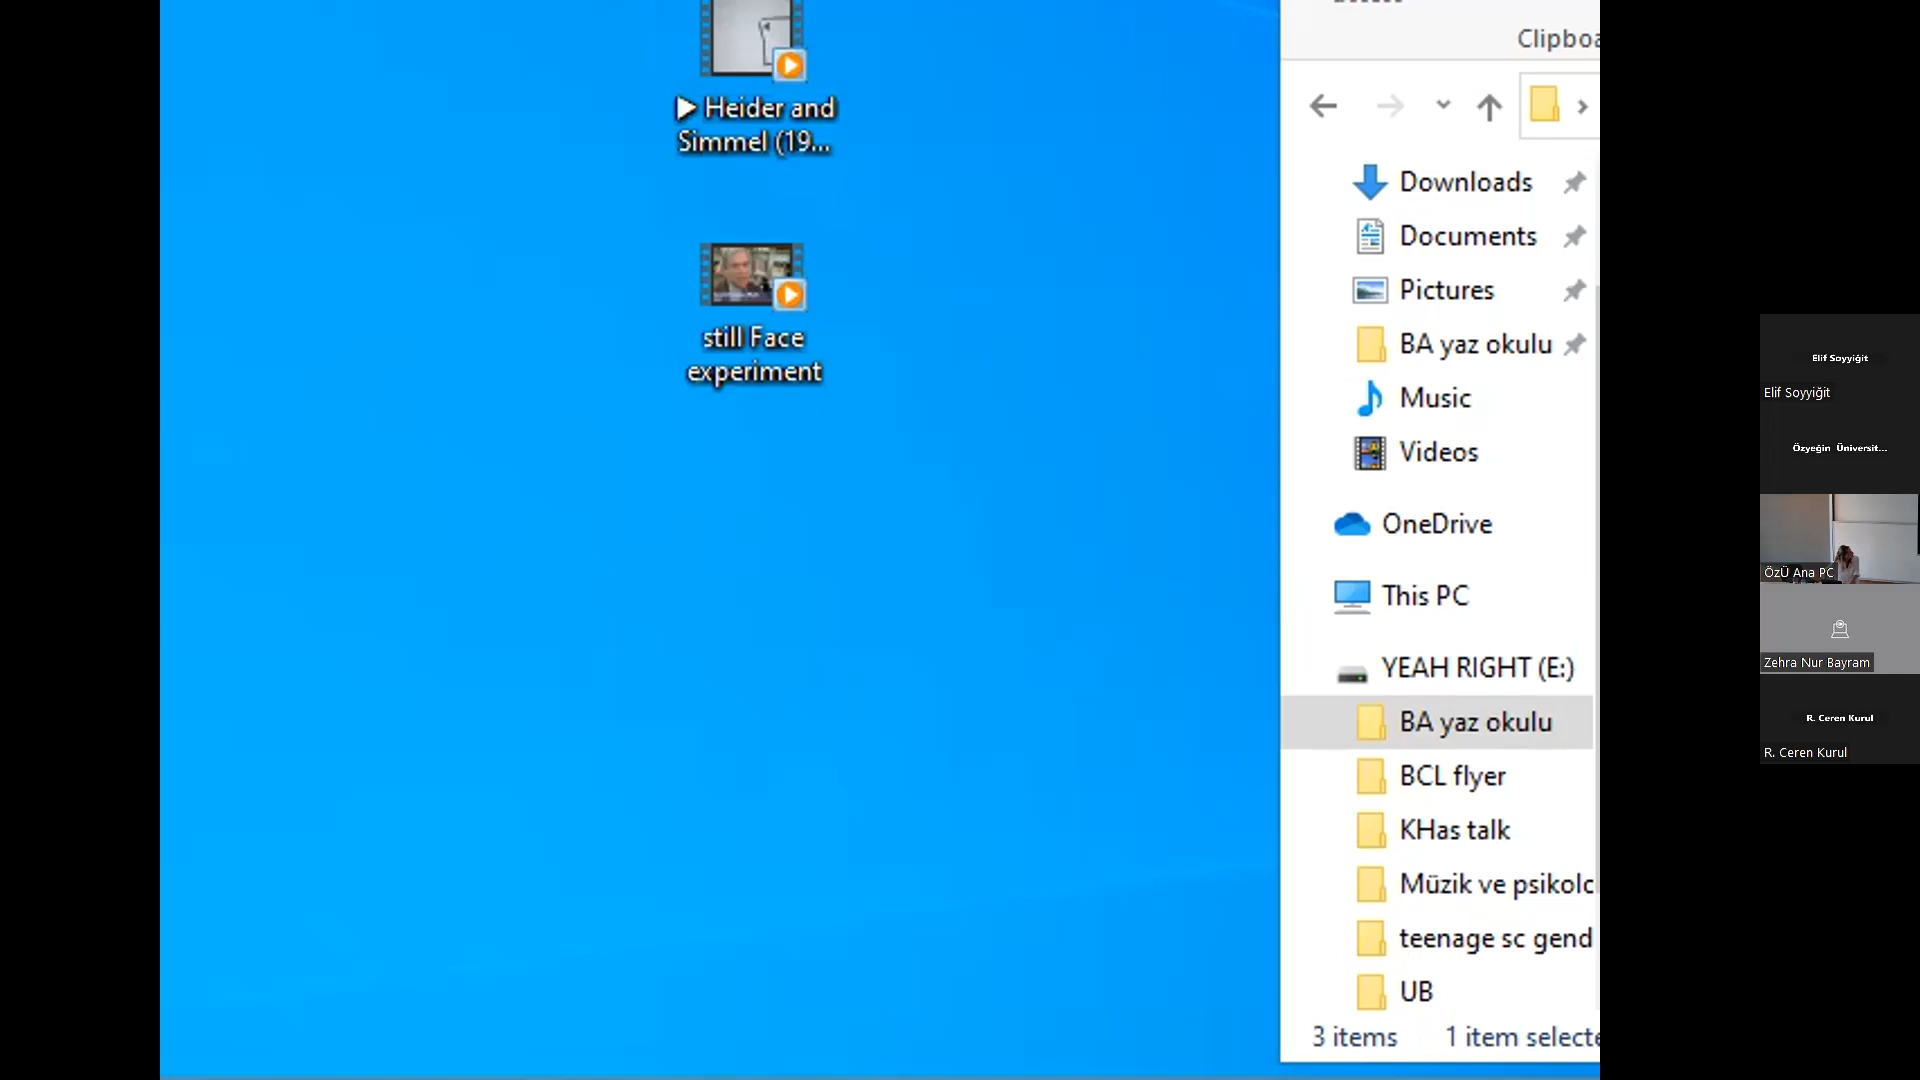 ▶ Heider and
Simmel (19...
still Face
experiment
Downloads
Documents
Pictures
BA yaz okulu
Music
Videos
OneDrive
This PC
YEAH RIGHT (E:)
BA yaz okulu
BCL flyer
KHas talk
Müzik ve psikolo
teenage sc gend
UB
3 items
1 item selecte
Clipboa
Elif Soyyiğit
Elif Soyyiğit
Özyeğin Üniversit...
ÖzÜ Ana PC
Zehra Nur Bayram
R. Ceren Kurul
R. Ceren Kurul